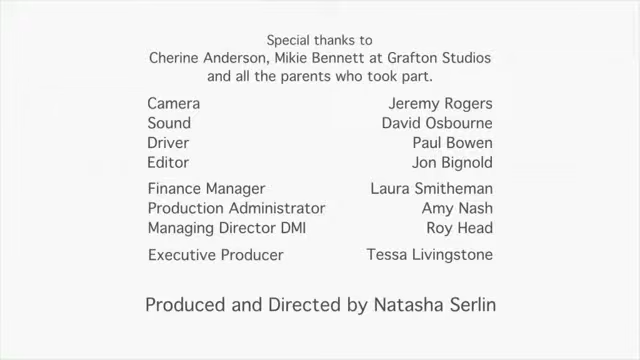 Special thanks to
Cherine Anderson, Mikie Bennett at Grafton Studios
and all the parents who took part.
Camera Jeremy Rogers
Sound David Osbourne
Driver Paul Bowen
Editor Jon Bignold
Finance Manager Laura Smitheman
Production Administrator Amy Nash
Managing Director DMI Roy Head
Executive Producer Tessa Livingstone
Produced and Directed by Natasha Serlin